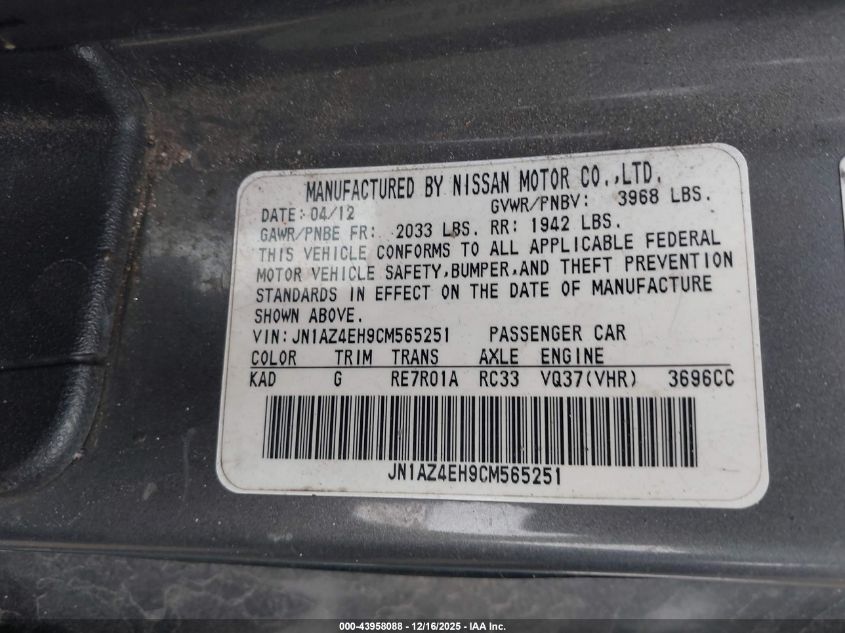 MANUFACTURED BY NISSAN MOTOR CO.,LTD.
DATE: 04/12 GVWR/PNBV: 3968 LBS.
GAWR/PNBE FR: 2033 LBS. RR: 1942 LBS.
THIS VEHICLE CONFORMS TO ALL APPLICABLE FEDERAL
MOTOR VEHICLE SAFETY,BUMPER,AND THEFT PREVENTION
STANDARDS IN EFFECT ON THE DATE OF MANUFACTURE
SHOWN ABOVE.
VIN: JN1AZ4EH9CM565251 PASSENGER CAR
COLOR TRIM TRANS AXLE ENGINE
KAD G RE7R01A RC33 VQ37(VHR) 3696CC
JN1AZ4EH9CM565251
000-43958088 - 12/16/2025 - IAA Inc.